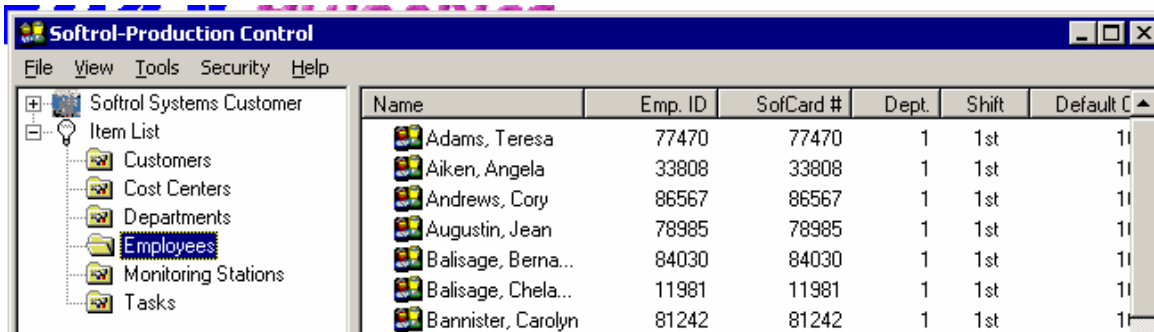 Softrol-Production Control
File View Tools Security Help
Softrol Systems Customer
Item List
Customers
Cost Centers
Departments
Employees
Monitoring Stations
Tasks
Name Emp. ID SofCard # Dept. Shift Default
Adams, Teresa 77470 77470 1 1st
Aiken, Angela 33808 33808 1 1st
Andrews, Cory 86567 86567 1 1st
Augustin, Jean 78985 78985 1 1st
Balisage, Berna... 84030 84030 1 1st
Balisage, Chela... 11981 11981 1 1st
Bannister, Carolyn 81242 81242 1 1st